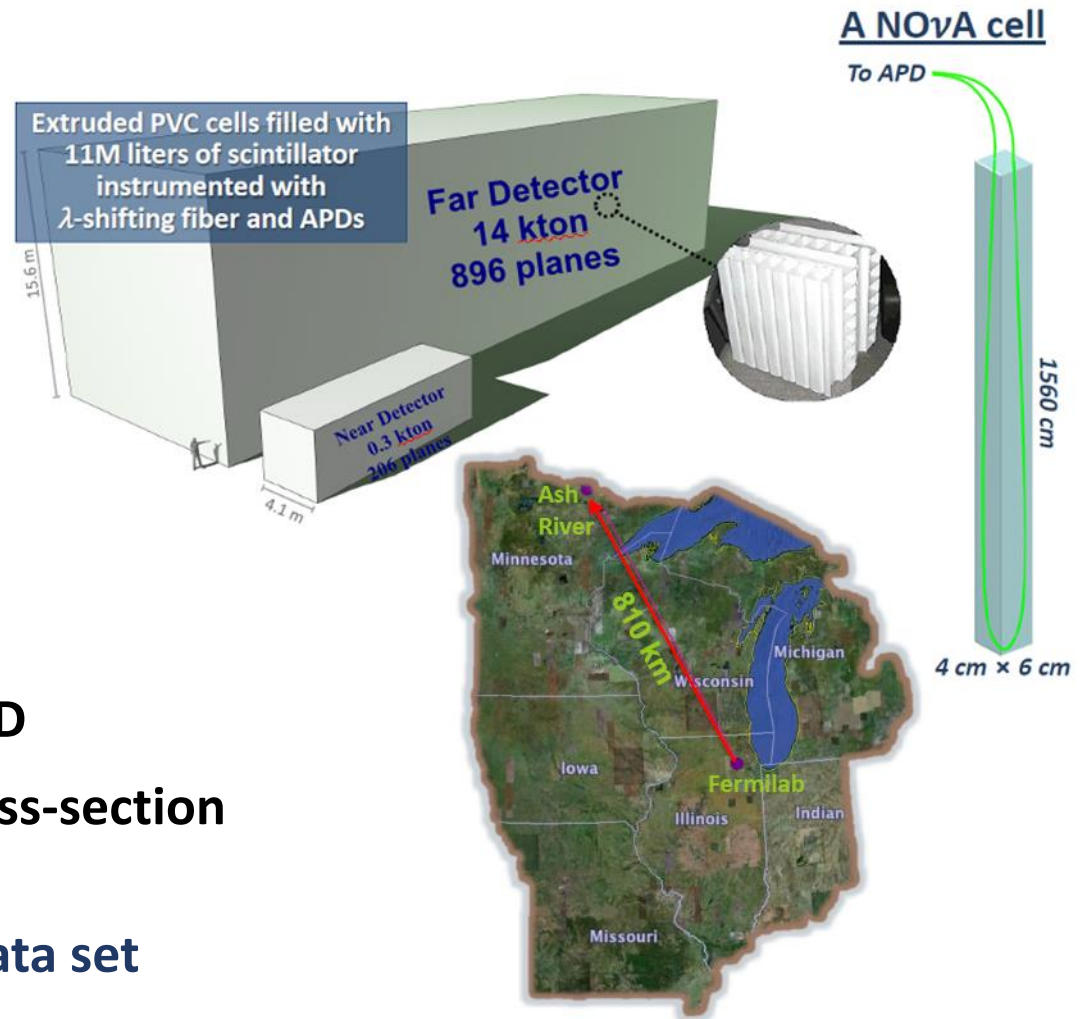 A NOνA cell
To APD
Extruded PVC cells filled with
11M liters of scintillator
instrumented with
λ-shifting fiber and APDs
Far Detector
14 kton
896 planes
15.6 m
Near Detector
0.3 kton
206 planes
4.1 m
1560 cm
4 cm × 6 cm
Ash
River
Minnesota
810 km
Wisconsin
Michigan
Iowa
Fermilab
Illinois
Indian
Missouri
D
ss-section
ata set